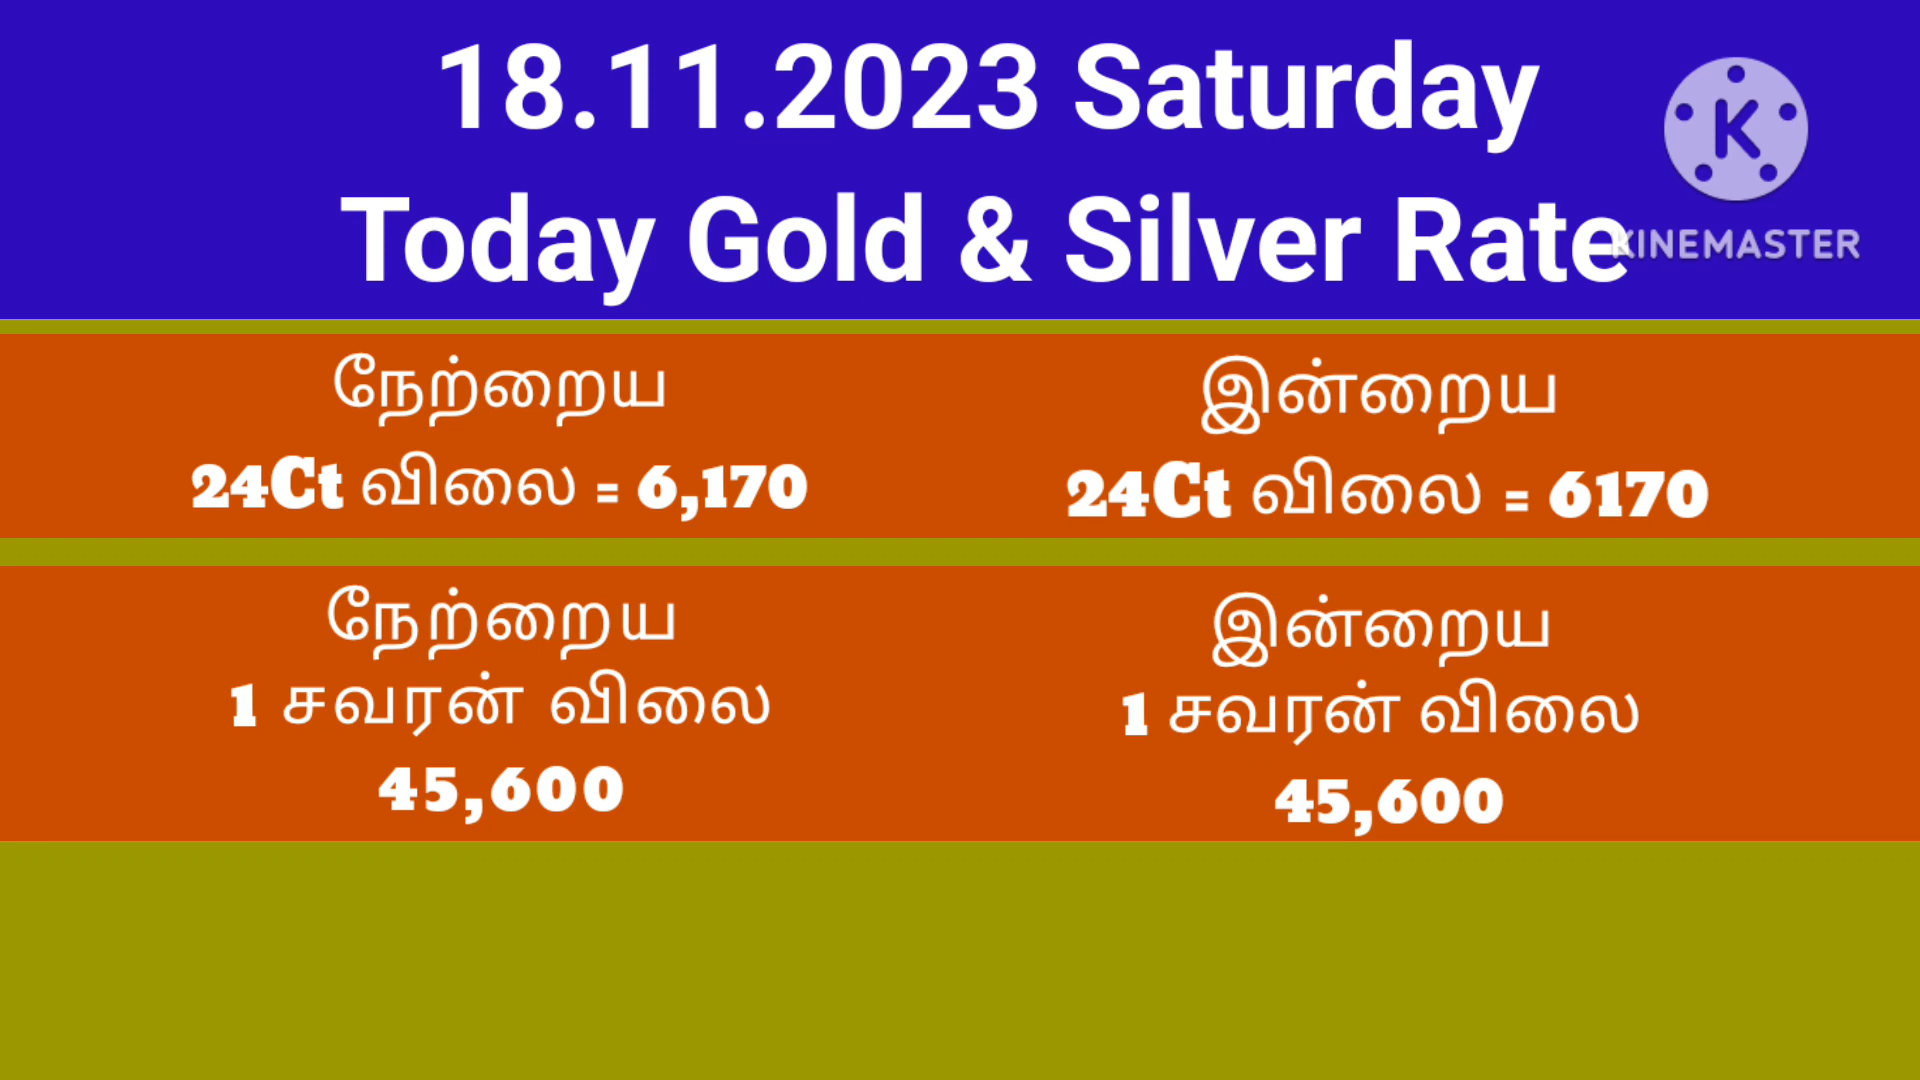 18.11.2023 Saturday
Today Gold & Silver Rate
K
KINEMASTER
நேற்றைய
24Ct விலை = 6,170
இன்றைய
24Ct விலை = 6170
நேற்றைய
1 சவரன் விலை
45,600
இன்றைய
1 சவரன் விலை
45,600